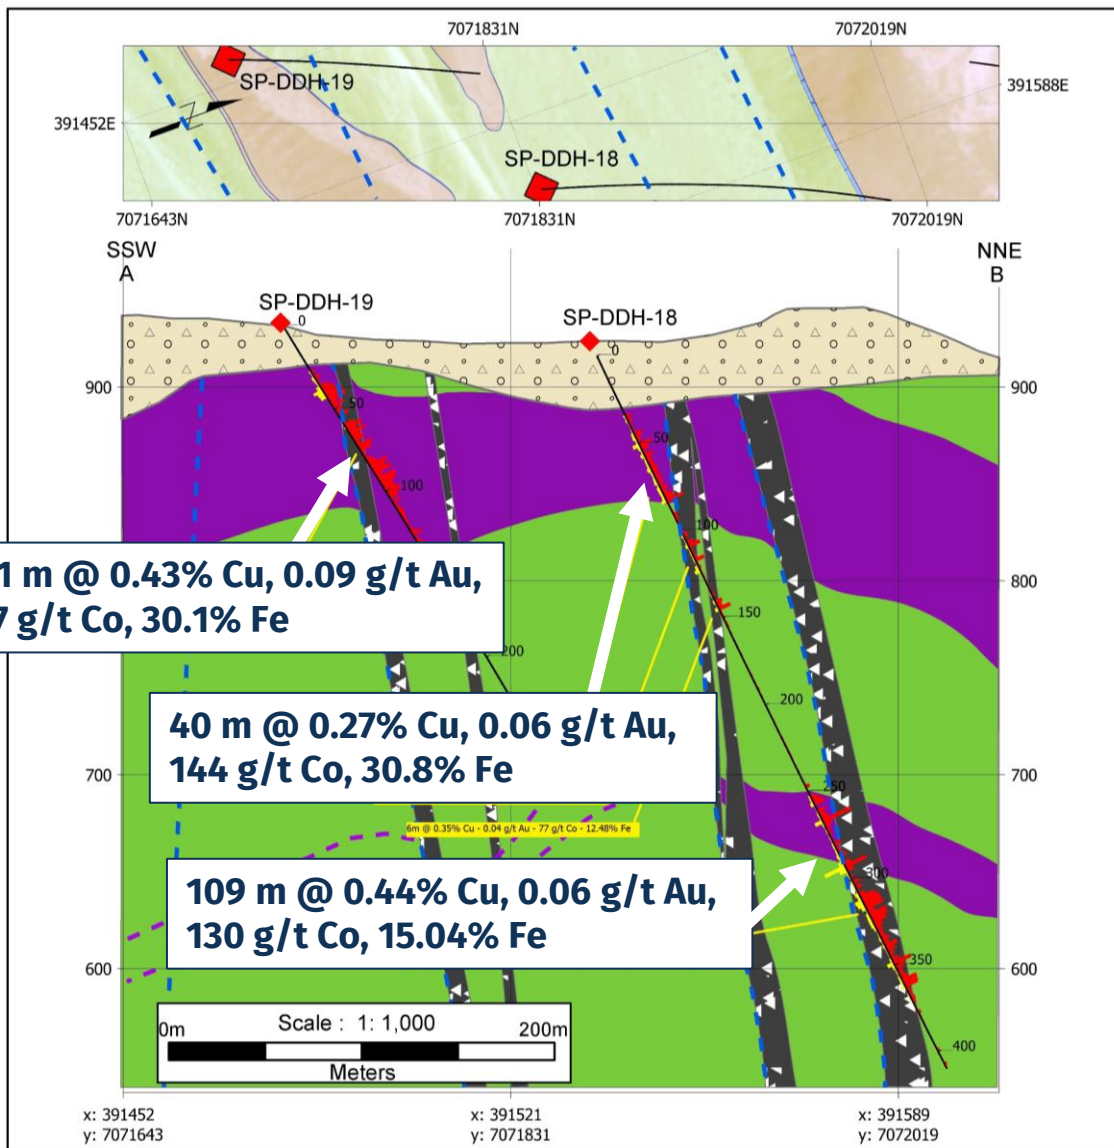 7071831N
7072019N
SP-DDH-19
391588E
391452E
N
SP-DDH-18
7071643N
7071831N
7072019N
SSW
A
NNE
B
SP-DDH-19
SP-DDH-18
0
0
900
900
50
50
100
100
1 m @ 0.43% Cu, 0.09 g/t Au,
7 g/t Co, 30.1% Fe
800
150
200
200
40 m @ 0.27% Cu, 0.06 g/t Au,
144 g/t Co, 30.8% Fe
700
700
250
6m @ 0.35% Cu - 0.04 g/t Au - 77 g/t Co - 12.48% Fe
109 m @ 0.44% Cu, 0.06 g/t Au,
130 g/t Co, 15.04% Fe
300
350
600
600
Scale : 1: 1,000
0m
200m
Meters
400
x: 391452
y: 7071643
x: 391521
y: 7071831
x: 391589
y: 7072019